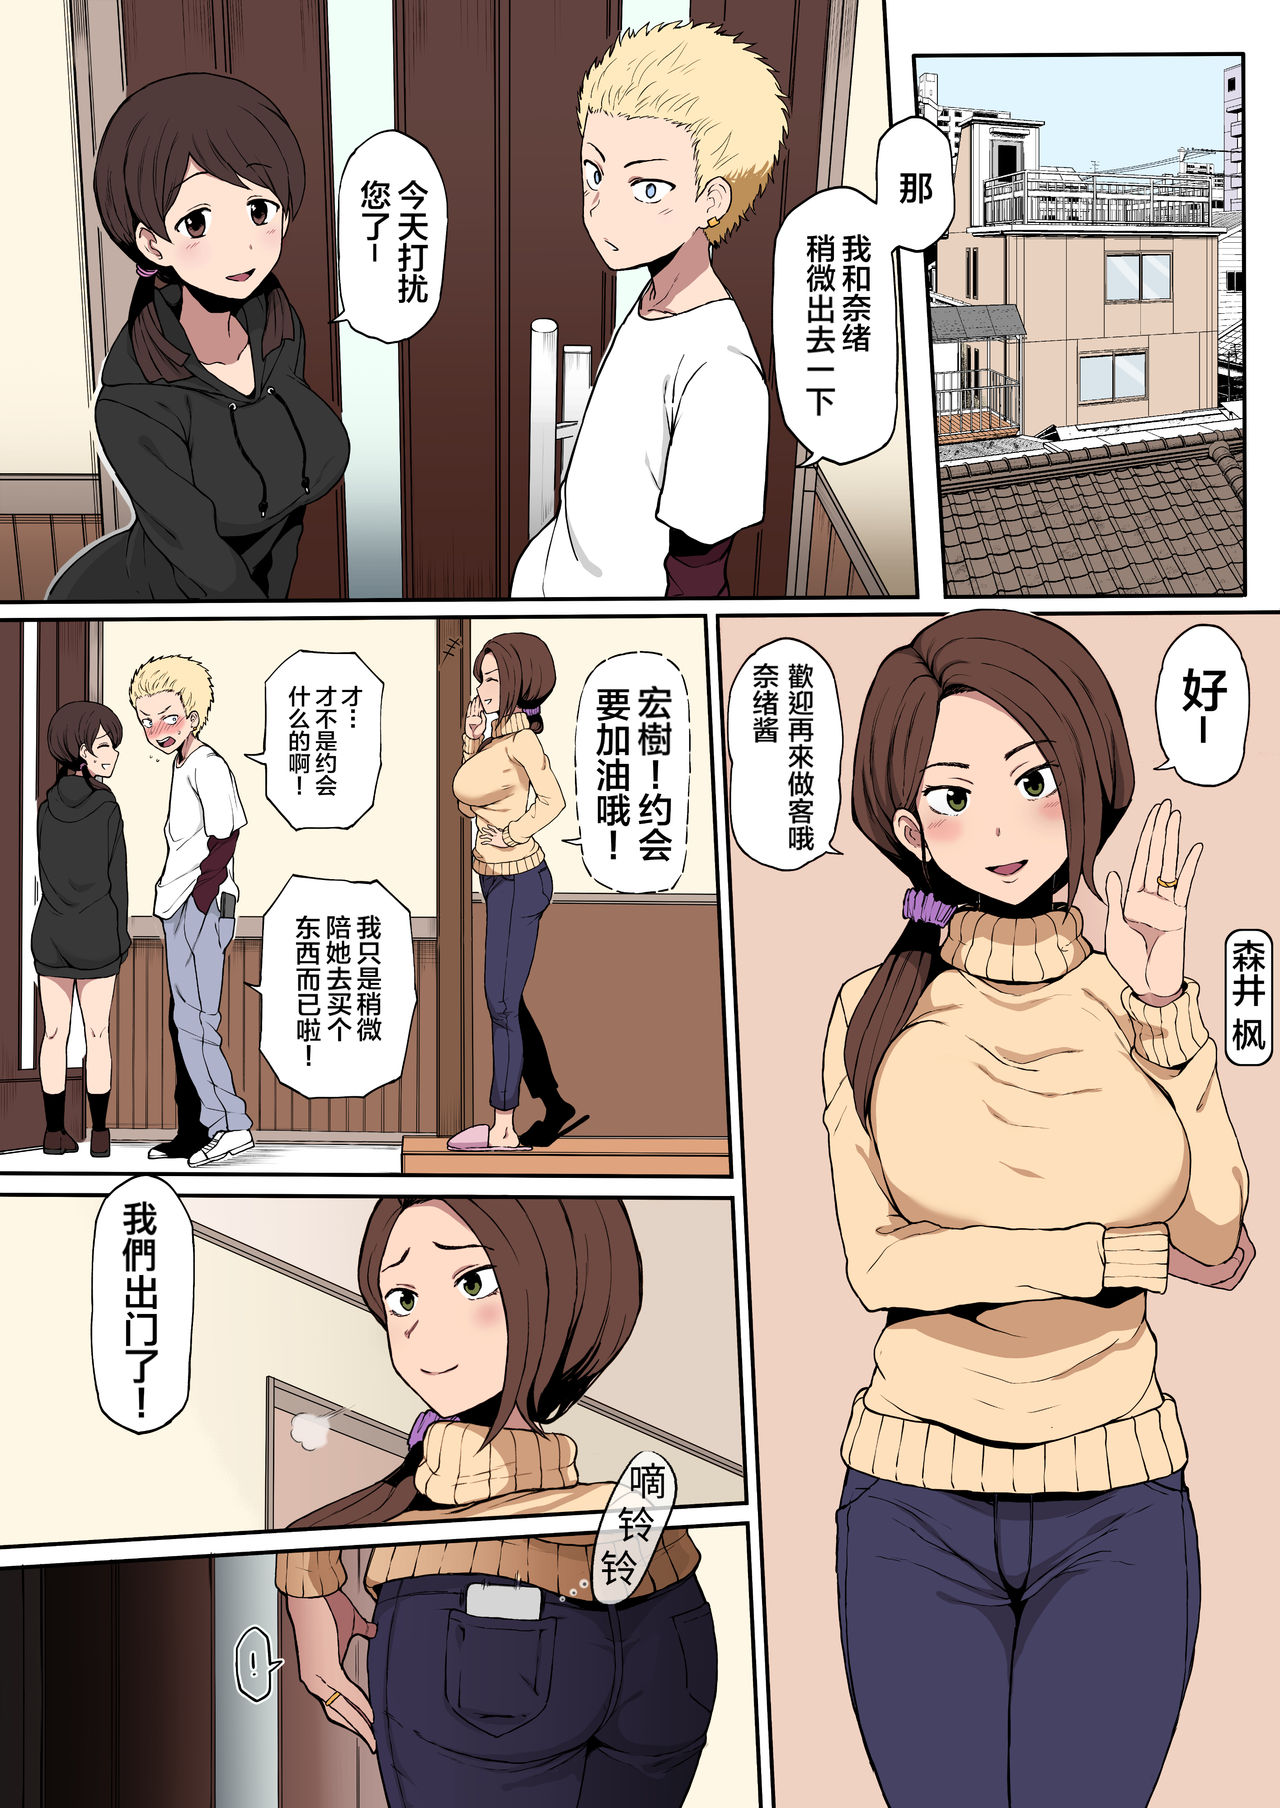 那
我和奈绪
稍微出去一下
今天打扰
您了ー
好ー
歡迎再來做客哦
奈绪酱
森井 枫
宏樹！约会
要加油哦！
才…
才不是约会
什么的啊！
我只是稍微
陪她去买个
东西而已啦！
我們出门了！
嘀铃铃
！